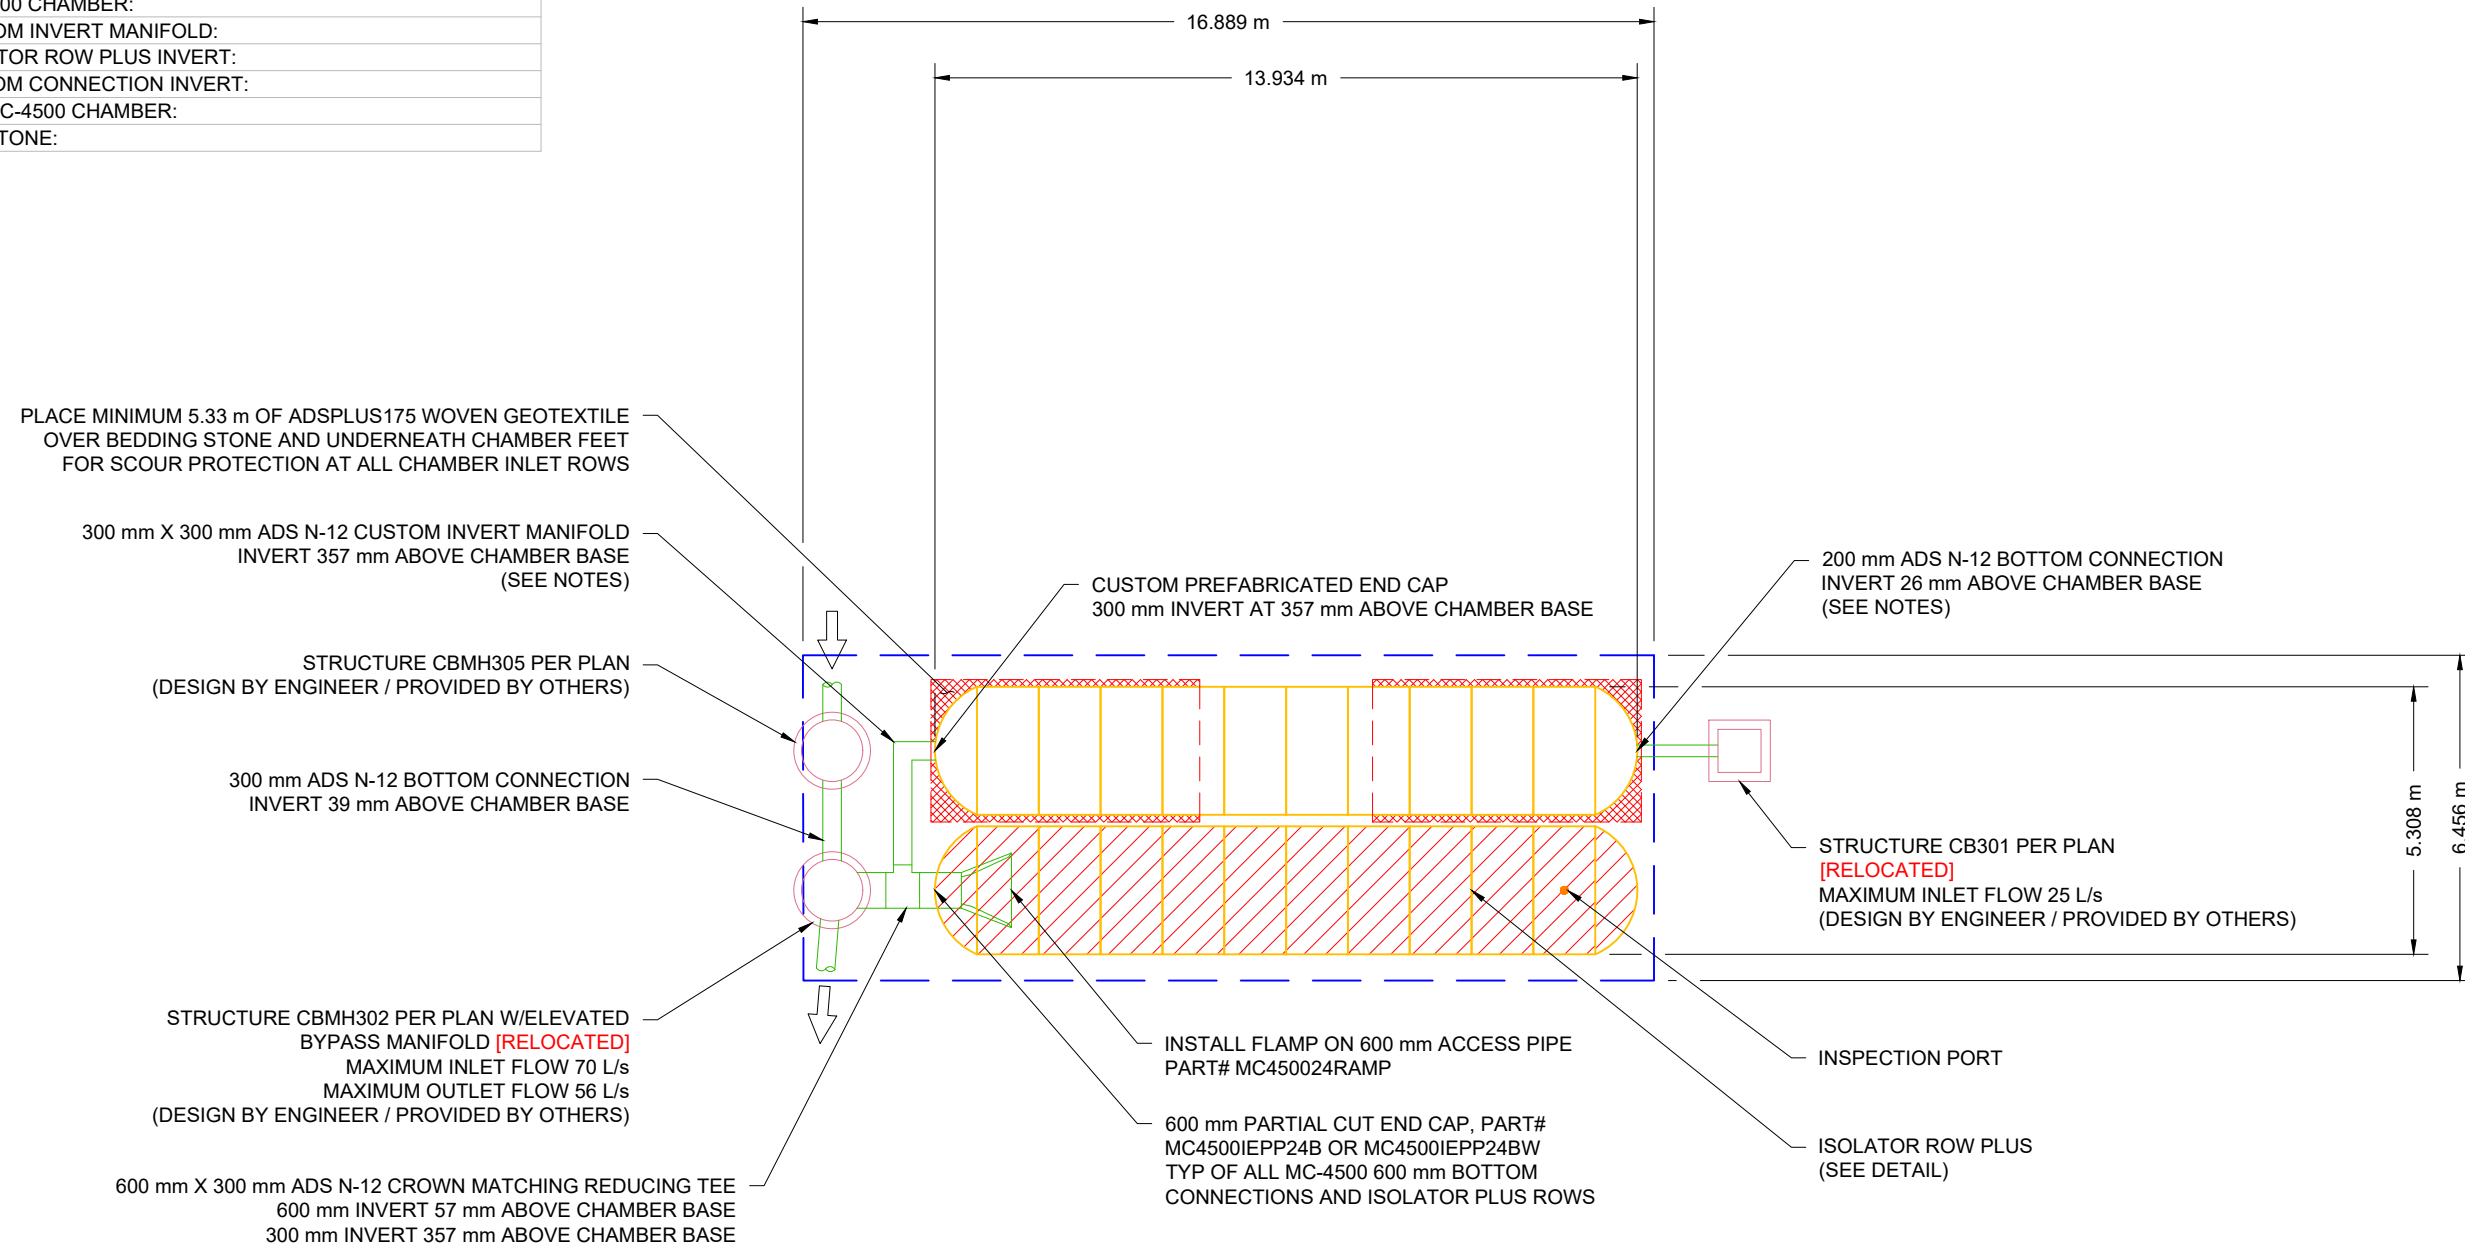 00 CHAMBER:
OM INVERT MANIFOLD:
TOR ROW PLUS INVERT:
OM CONNECTION INVERT:
C-4500 CHAMBER:
TONE:
16.889 m
13.934 m
PLACE MINIMUM 5.33 m OF ADSPLUS175 WOVEN GEOTEXTILE
OVER BEDDING STONE AND UNDERNEATH CHAMBER FEET
FOR SCOUR PROTECTION AT ALL CHAMBER INLET ROWS
300 mm X 300 mm ADS N-12 CUSTOM INVERT MANIFOLD
INVERT 357 mm ABOVE CHAMBER BASE
(SEE NOTES)
CUSTOM PREFABRICATED END CAP
300 mm INVERT AT 357 mm ABOVE CHAMBER BASE
200 mm ADS N-12 BOTTOM CONNECTION
INVERT 26 mm ABOVE CHAMBER BASE
(SEE NOTES)
STRUCTURE CBMH305 PER PLAN
(DESIGN BY ENGINEER / PROVIDED BY OTHERS)
300 mm ADS N-12 BOTTOM CONNECTION
INVERT 39 mm ABOVE CHAMBER BASE
5.308 m
6.456 m
STRUCTURE CB301 PER PLAN
[RELOCATED]
MAXIMUM INLET FLOW 25 L/s
(DESIGN BY ENGINEER / PROVIDED BY OTHERS)
STRUCTURE CBMH302 PER PLAN W/ELEVATED
BYPASS MANIFOLD [RELOCATED]
MAXIMUM INLET FLOW 70 L/s
MAXIMUM OUTLET FLOW 56 L/s
(DESIGN BY ENGINEER / PROVIDED BY OTHERS)
INSTALL FLAMP ON 600 mm ACCESS PIPE
PART# MC450024RAMP
INSPECTION PORT
600 mm PARTIAL CUT END CAP, PART#
MC4500IEPP24B OR MC4500IEPP24BW
TYP OF ALL MC-4500 600 mm BOTTOM
CONNECTIONS AND ISOLATOR PLUS ROWS
ISOLATOR ROW PLUS
(SEE DETAIL)
600 mm X 300 mm ADS N-12 CROWN MATCHING REDUCING TEE
600 mm INVERT 57 mm ABOVE CHAMBER BASE
300 mm INVERT 357 mm ABOVE CHAMBER BASE